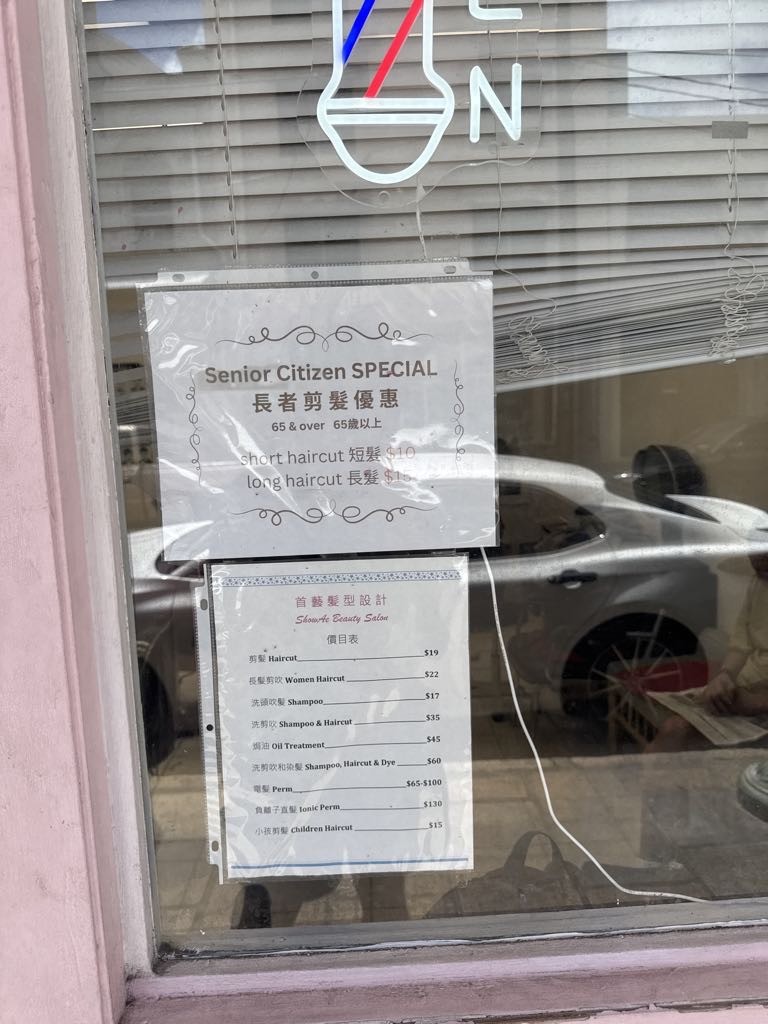 EN
Senior Citizen SPECIAL
長者剪髮優惠
65 & over 65歲以上
short haircut 短髮 $10
long haircut 長髮 $15
首藝髮型設計
ShowAe Beauty Salon
價目表
剪髮 Haircut $19
長髮剪吹 Women Haircut $22
洗頭吹髮 Shampoo $17
洗剪吹 Shampoo & Haircut $35
焗油 Oil Treatment $45
洗剪吹和染髮 Shampoo, Haircut & Dye $60
電髮 Perm $65-$100
負離子直髮 Ionic Perm $130
小孩剪髮 Children Haircut $15